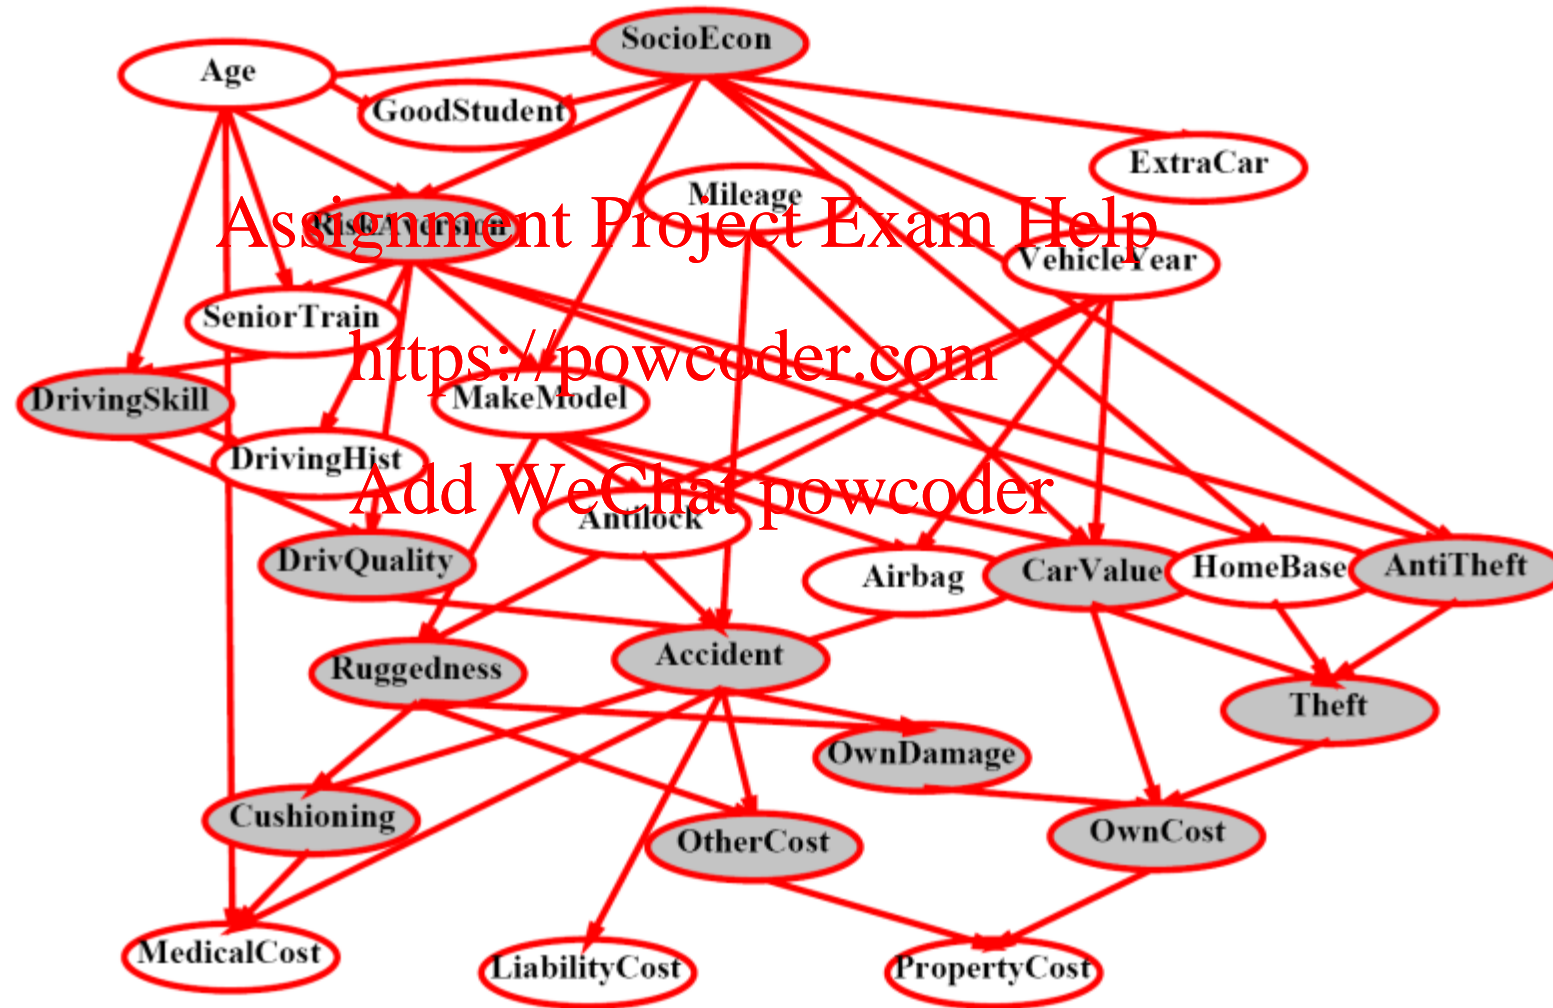 SocioEcon
Age
GoodStudent
ExtraCar
Mileage
RiskAversion
Assignment Project Exam Help
VehicleYear
SeniorTrain
https://powcoder.com
DrivingSkill
MakeModel
DrivingHist
Add WeChat powcoder
Antilock
DrivQuality
Airbag
CarValue
HomeBase
AntiTheft
Ruggedness
Accident
Theft
OwnDamage
Cushioning
OtherCost
OwnCost
MedicalCost
LiabilityCost
PropertyCost